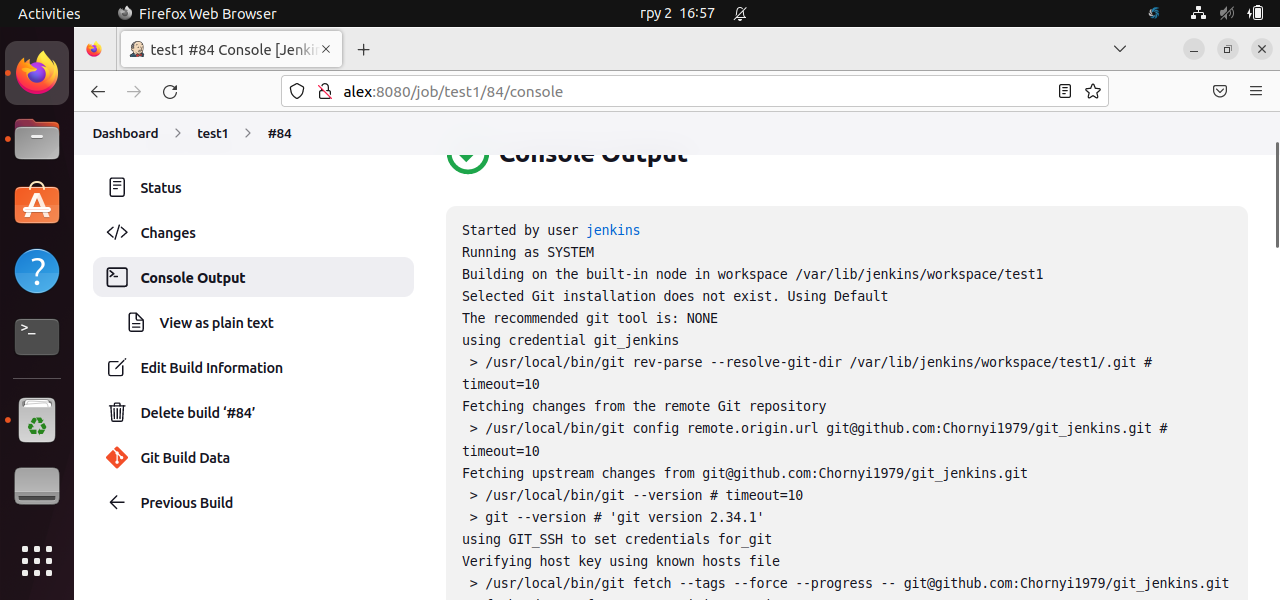 Activities
Firefox Web Browser
гру 2 16:57
test1 #84 Console [Jenki
alex:8080/job/test1/84/console
Dashboard
test1
#84
Console Output
Status
Changes
Console Output
View as plain text
Edit Build Information
Delete build ‘#84’
Git Build Data
Previous Build
Started by user jenkins
Running as SYSTEM
Building on the built-in node in workspace /var/lib/jenkins/workspace/test1
Selected Git installation does not exist. Using Default
The recommended git tool is: NONE
using credential git_jenkins
> /usr/local/bin/git rev-parse --resolve-git-dir /var/lib/jenkins/workspace/test1/.git #
timeout=10
Fetching changes from the remote Git repository
> /usr/local/bin/git config remote.origin.url git@github.com:Chornyi1979/git_jenkins.git #
timeout=10
Fetching upstream changes from git@github.com:Chornyi1979/git_jenkins.git
> /usr/local/bin/git --version # timeout=10
> git --version # 'git version 2.34.1'
using GIT_SSH to set credentials for_git
Verifying host key using known hosts file
> /usr/local/bin/git fetch --tags --force --progress -- git@github.com:Chornyi1979/git_jenkins.git